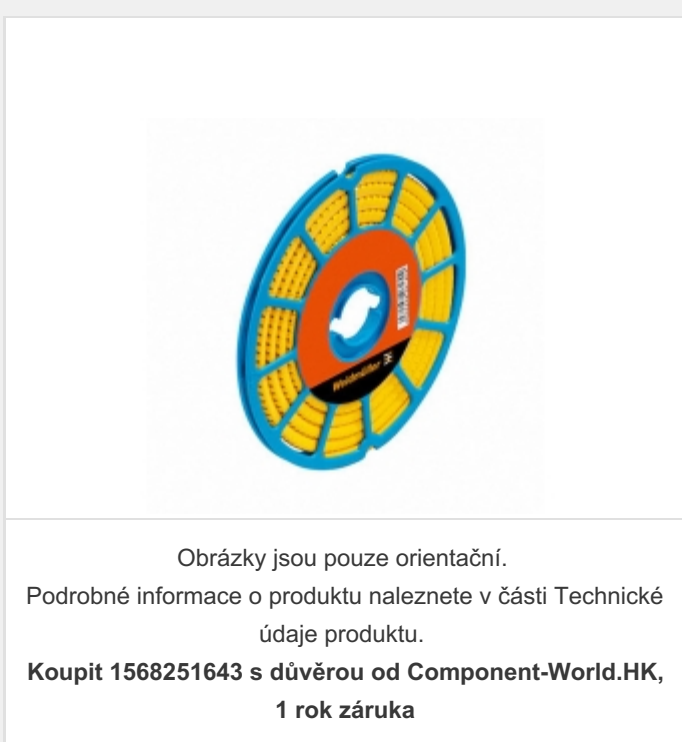 Weidmüller
Obrázky jsou pouze orientační.
Podrobné informace o produktu naleznete v části Technické
údaje produktu.
Koupit 1568251643 s důvěrou od Component-World.HK,
1 rok záruka